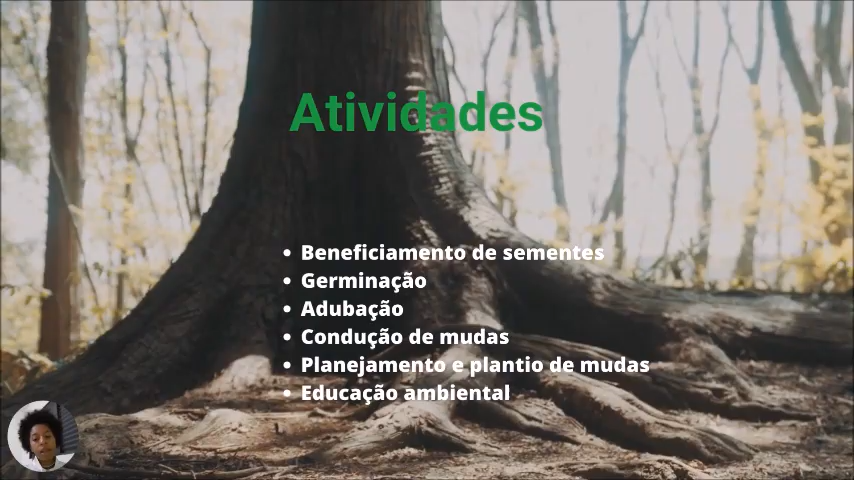 Atividades
• Beneficiamento de sementes
• Germinação
• Adubação
• Condução de mudas
• Planejamento e plantio de mudas
• Educação ambiental